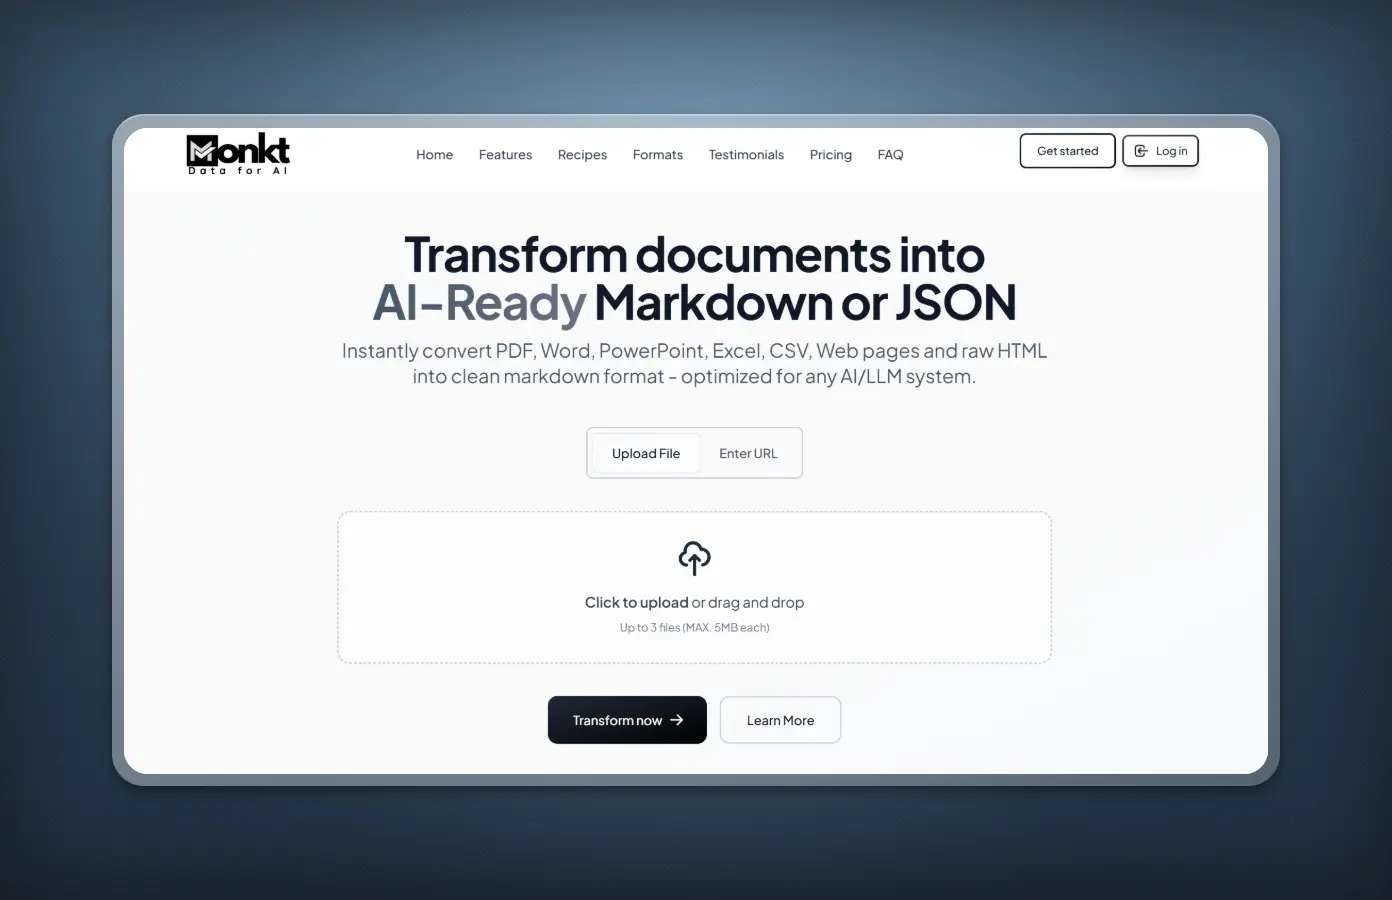 Monkt
Data for AI
Home
Features
Recipes
Formats
Testimonials
Pricing
FAQ
Get started
Log in
Transform documents into
AI-Ready Markdown or JSON
Instantly convert PDF, Word, PowerPoint, Excel, CSV, Web pages and raw HTML
into clean markdown format - optimized for any AI/LLM system.
Upload File
Enter URL
Click to upload or drag and drop
Up to 3 files (MAX. 5MB each)
Transform now →
Learn More